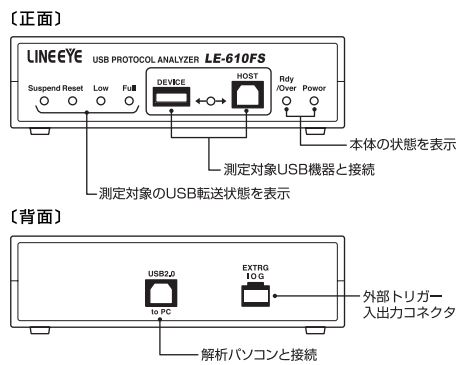 〔正面〕
LINEEYE USB PROTOCOL ANALYZER LE-610FS
Suspend Reset Low Full
DEVICE
HOST
Rdy
/Over
Powor
本体の状態を表示
測定対象USB機器と接続
測定対象のUSB転送状態を表示
〔背面〕
USB2.0
to PC
EXTRG
I O G
外部トリガー
入出力コネクタ
解析パソコンと接続